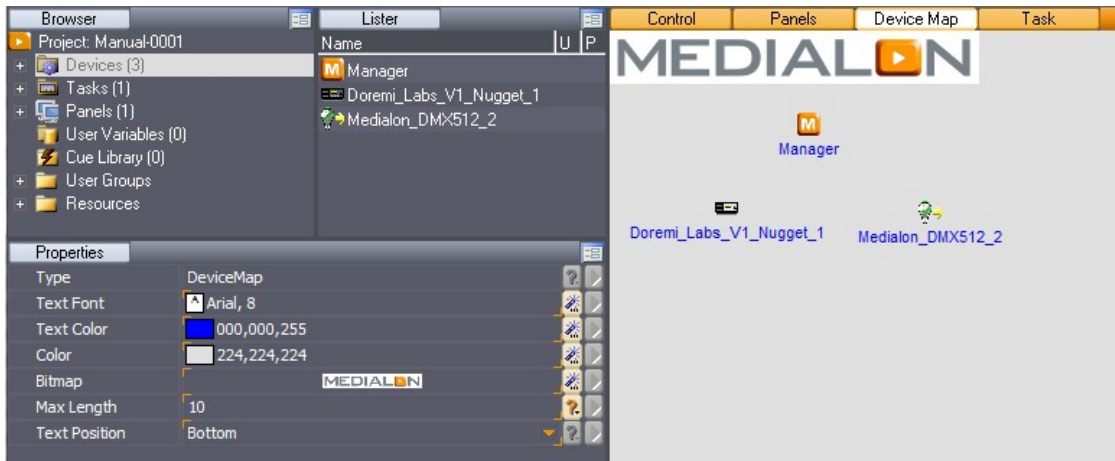 Browser
Project: Manual-0001
Devices (3)
Tasks (1)
Panels (1)
User Variables (0)
Cue Library (0)
User Groups
Resources
Lister
Name U P
Manager
Doremi_Labs_V1_Nugget_1
Medialon_DMX512_2
Properties
Type DeviceMap
Text Font Arial, 8
Text Color 000,000,255
Color 224,224,224
Bitmap MEDIALON
Max Length 10
Text Position Bottom
Control Panels Device Map Task
MEDIALON
M
Manager
Doremi_Labs_V1_Nugget_1
Medialon_DMX512_2